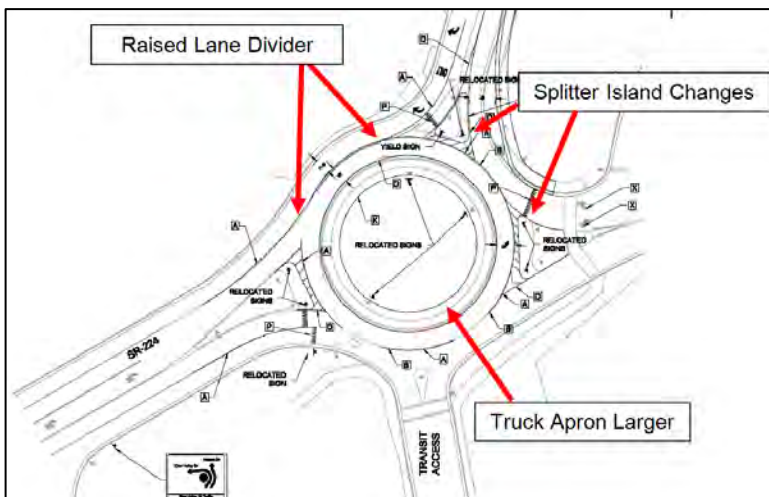 Raised Lane Divider
Splitter Island Changes
Truck Apron Larger
D
A
RELOCATED SIGN
P
YIELD SIGN
A
B
D
P
X
K
X
A
RELOCATED SIGNS
RELOCATED
SIGNS
A
RELOCATED
SIGNS
D
A
P
D
B
SR-224
B
A
RELOCATED
SIGN
A
TRANSIT
ACCESS